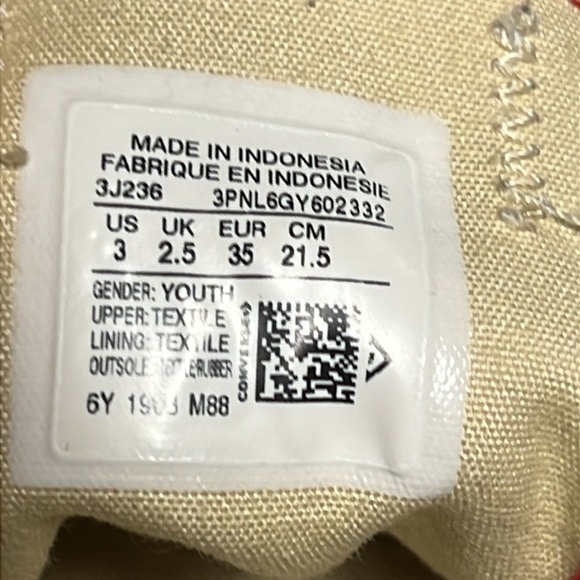 MADE IN INDONESIA
FABRIQUE EN INDONESIE
3J236 3PNL6GY602332
US UK EUR CM
3 2.5 35 21.5
GENDER: YOUTH
UPPER: TEXTILE
LINING: TEXTILE
CONVERSE
6Y M88